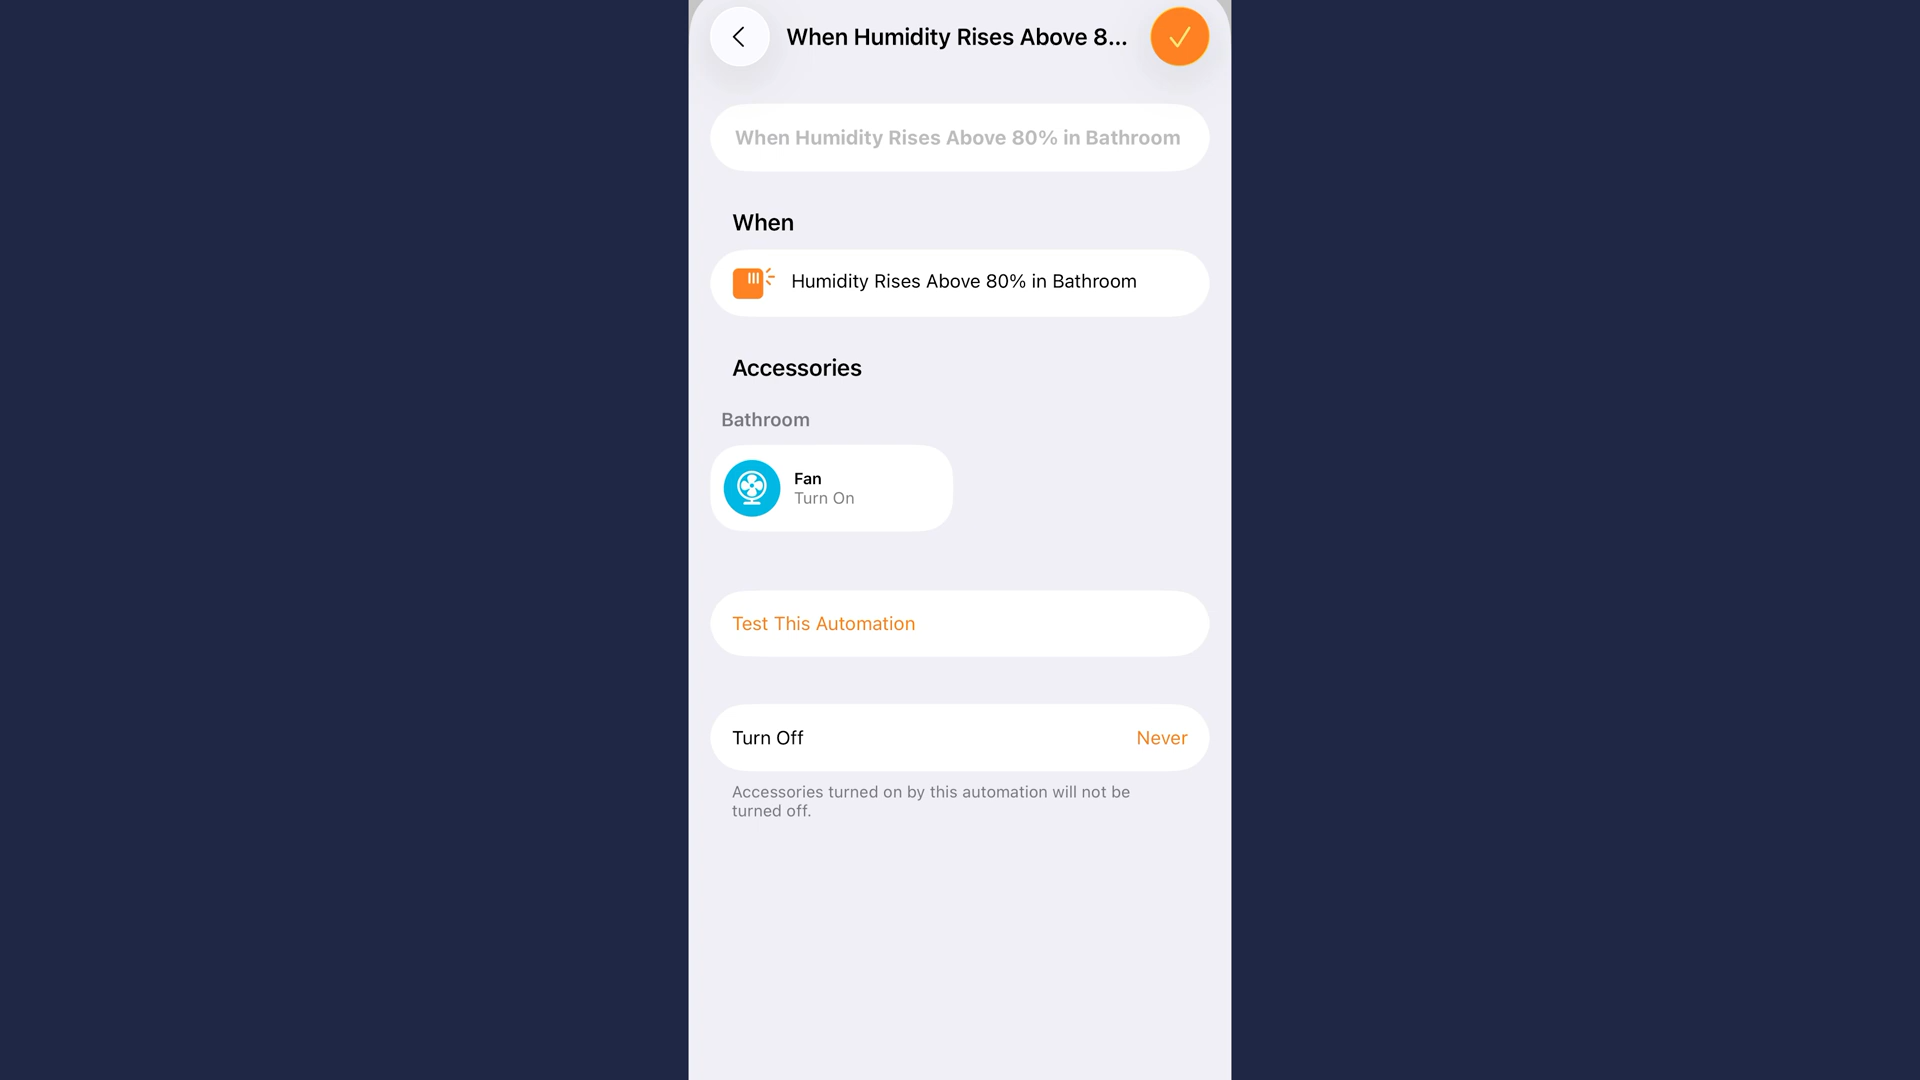 When Humidity Rises Above 8...
When Humidity Rises Above 80% in Bathroom
When
Humidity Rises Above 80% in Bathroom
Accessories
Bathroom
Fan
Turn On
Test This Automation
Turn Off Never
Accessories turned on by this automation will not be
turned off.